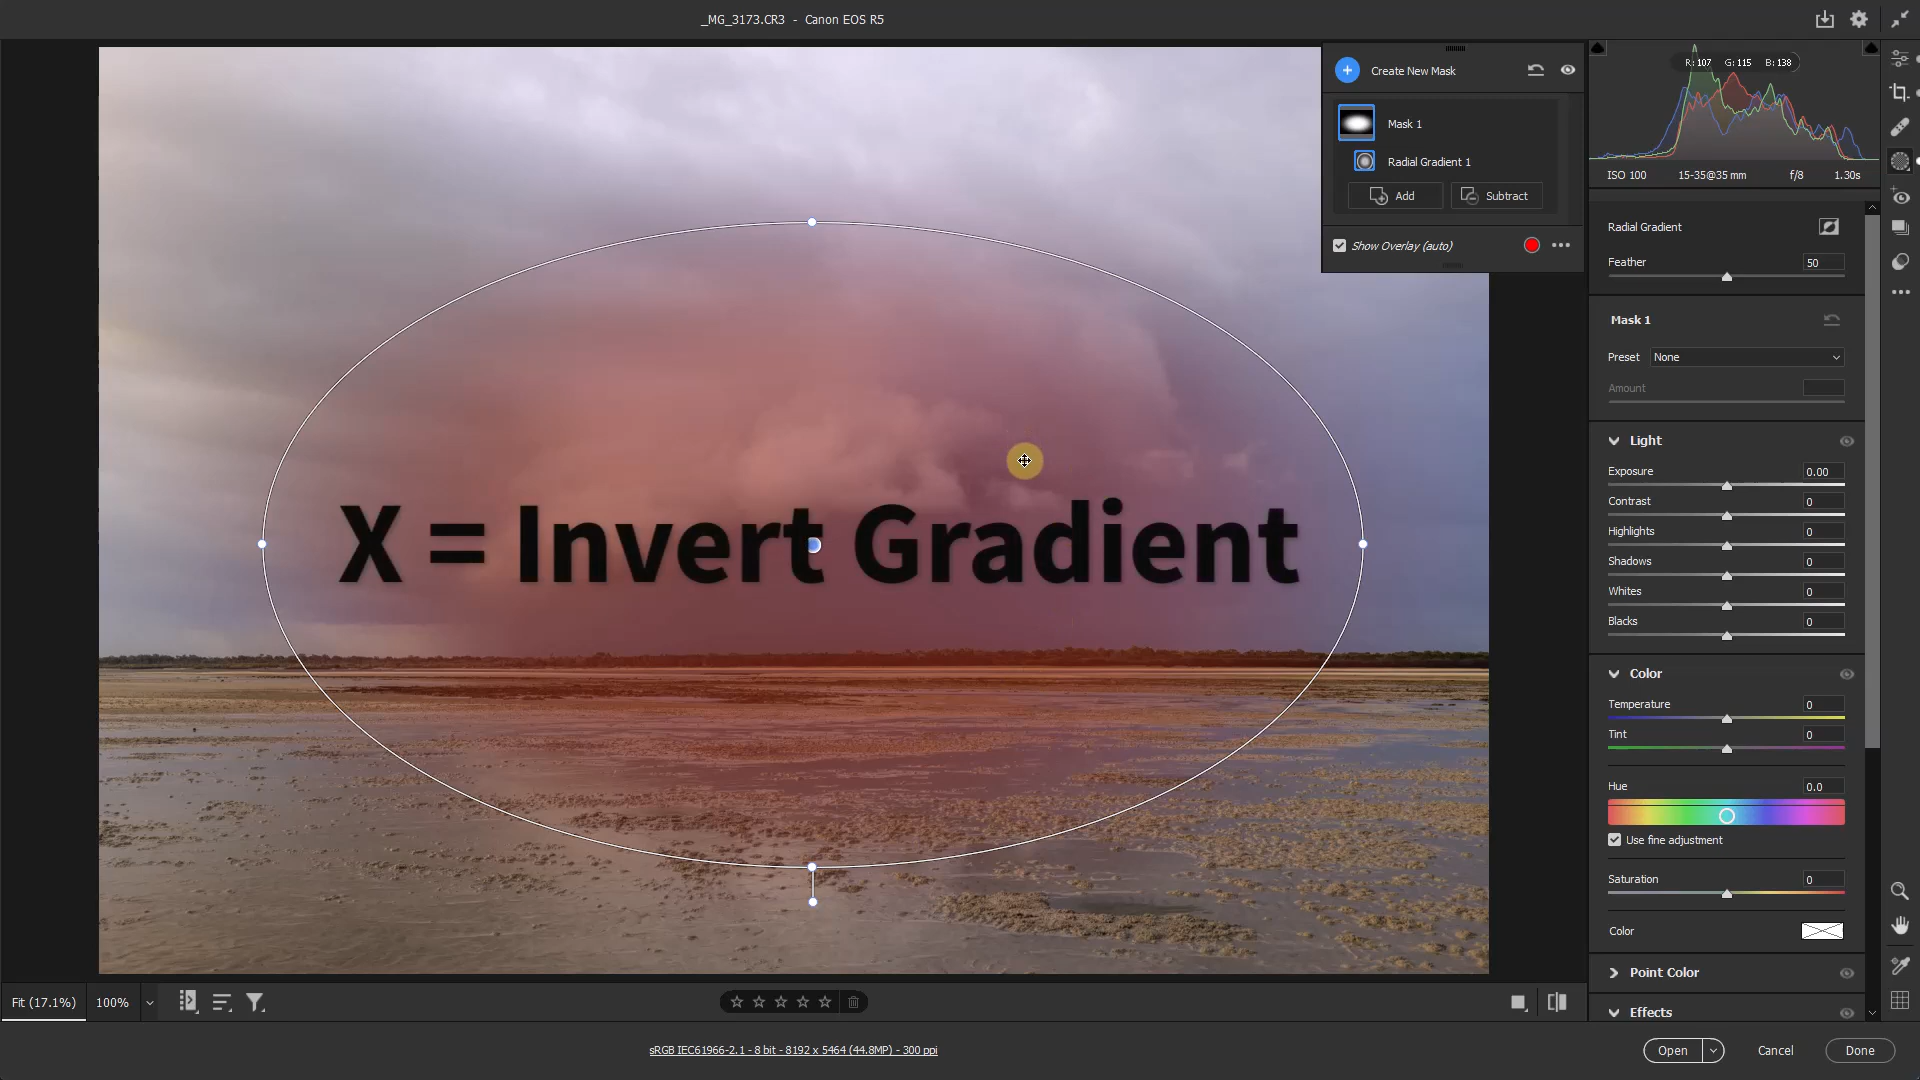 _MG_3173.CR3 - Canon EOS R5
Create New Mask
Mask 1
Radial Gradient 1
Add
Subtract
Show Overlay (auto)
R: 107 G: 115 B: 138
ISO 100 15-35@35 mm f/8 1.30s
Radial Gradient
Feather 50
Mask 1
Preset None
Amount
Light
Exposure 0.00
Contrast 0
Highlights 0
Shadows 0
Whites 0
Blacks 0
Color
Temperature 0
Tint 0
Hue 0.0
Use fine adjustment
Saturation 0
Color
Point Color
Effects
X = Invert Gradient
Fit (17.1%) 100%
sRGB IEC61966-2.1 - 8 bit - 8192 x 5464 (44.8MP) - 300 ppi
Open Cancel Done